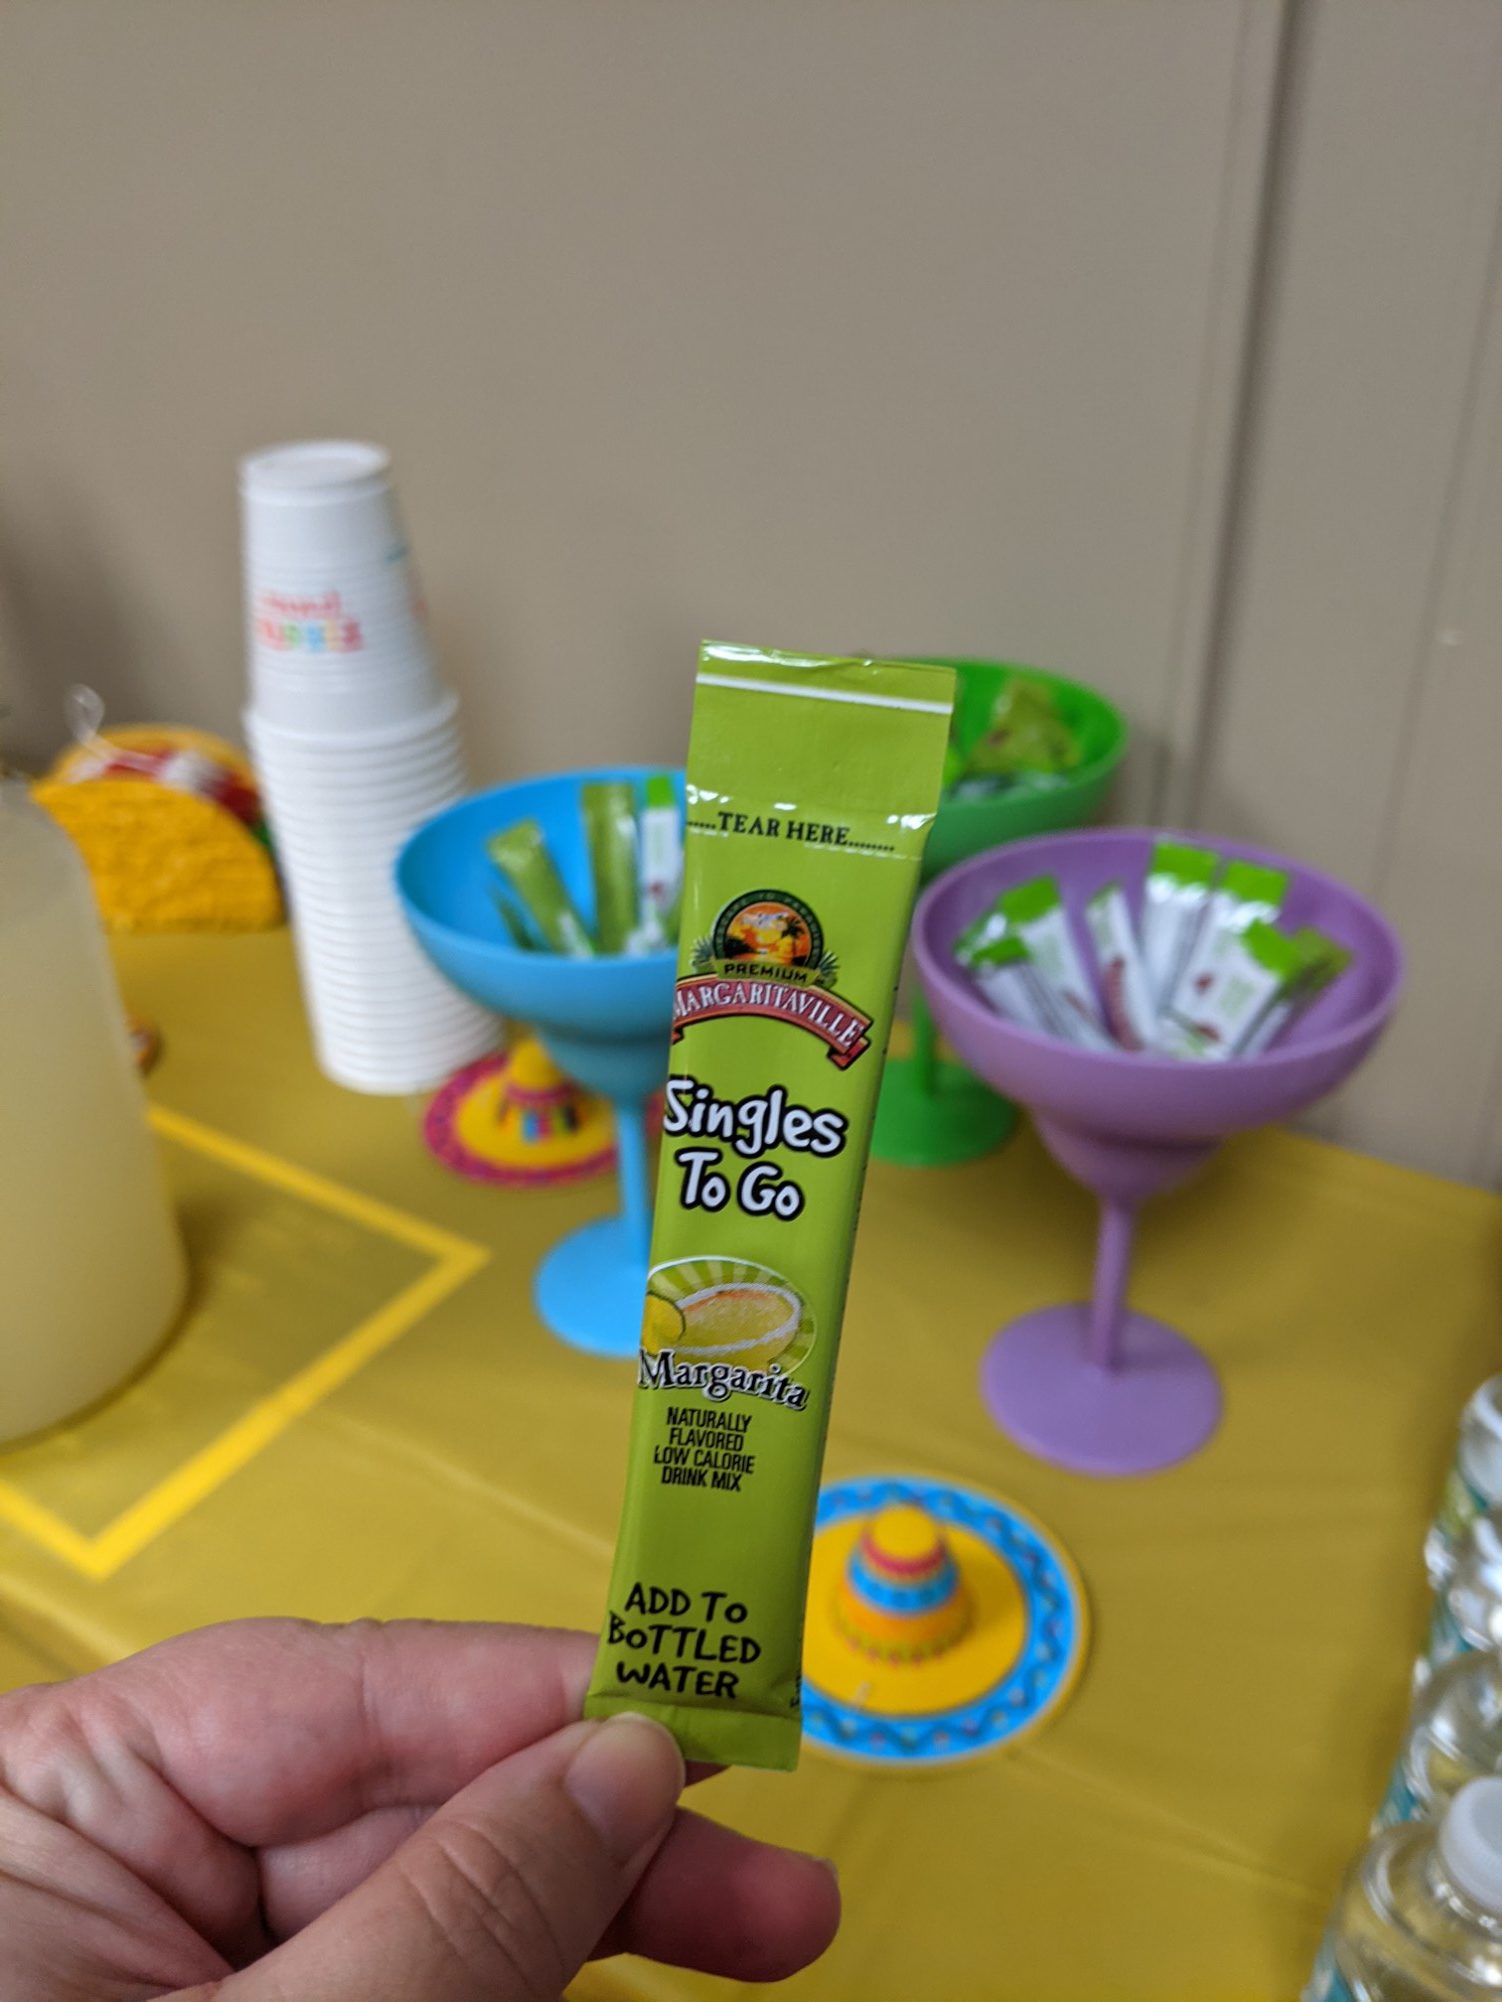 ......TEAR HERE.........
PREMIUM
MARGARITAVILLE
Singles
To Go
Margarita
NATURALLY
FLAVORED
LOW CALORIE
DRINK MIX
ADD TO
BOTTLED
WATER